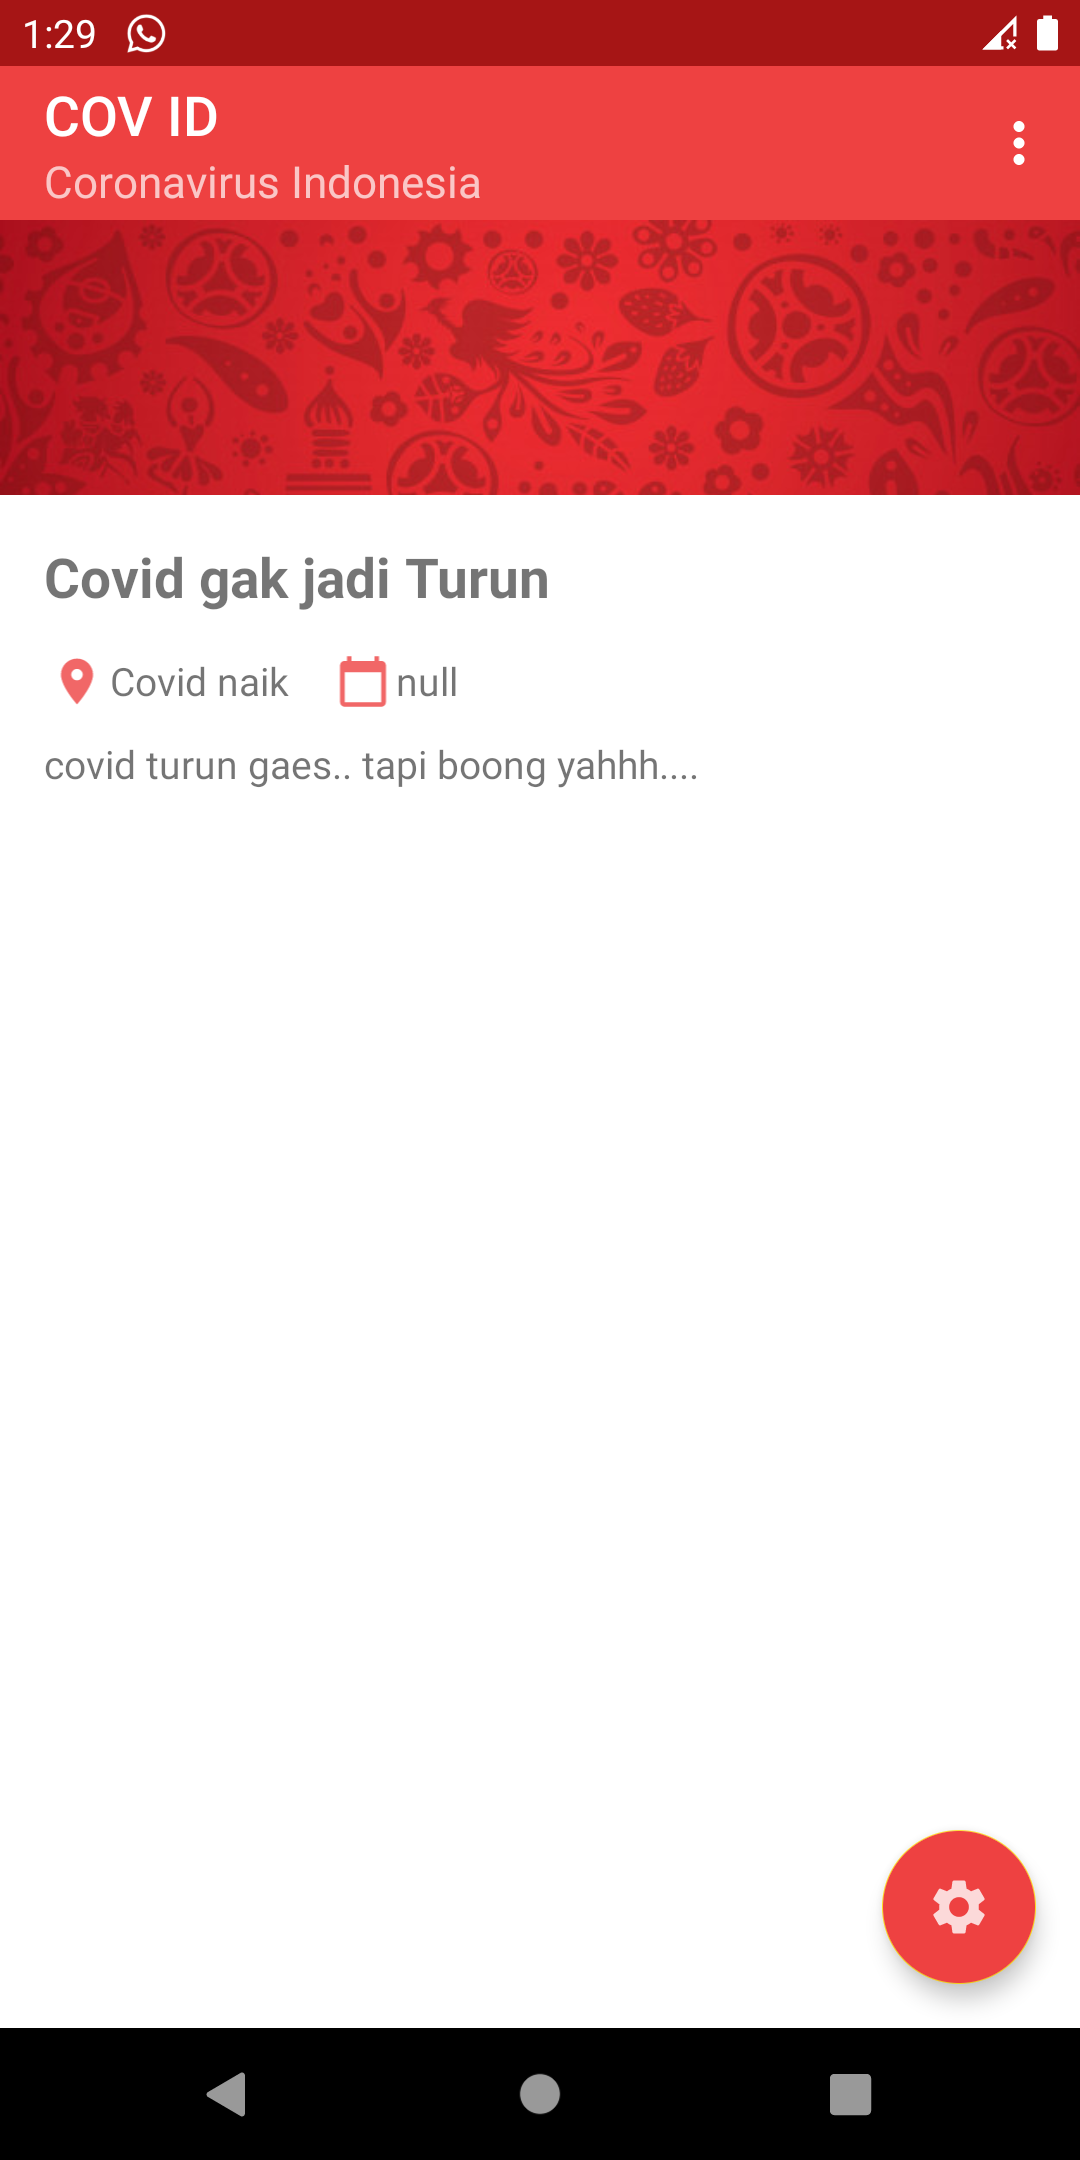 1:29
COV ID
Coronavirus Indonesia
Covid gak jadi Turun
Covid naik null
covid turun gaes.. tapi boong yahhh....